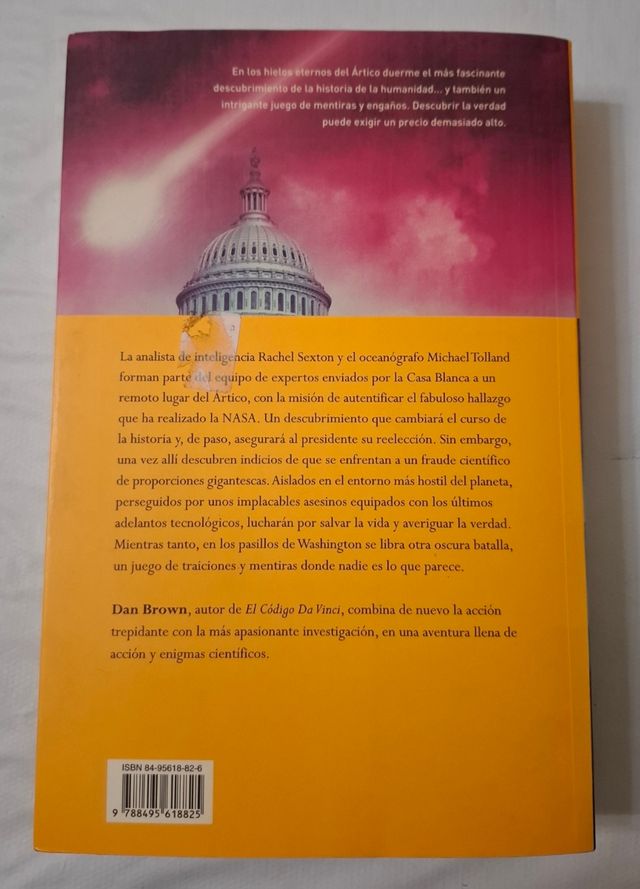 En los hielos eternos del Ártico duerme el más fascinante
descubrimiento de la historia de la humanidad... y también un
intrigante juego de mentiras y engaños. Descubrir la verdad
puede exigir un precio demasiado alto.
La analista de inteligencia Rachel Sexton y el oceanógrafo Michael Tolland
forman parte del equipo de expertos enviados por la Casa Blanca a un
remoto lugar del Ártico, con la misión de autentificar el fabuloso hallazgo
que ha realizado la NASA. Un descubrimiento que cambiará el curso de
la historia y, de paso, asegurará al presidente su reelección. Sin embargo,
una vez allí descubren indicios de que se enfrentan a un fraude científico
de proporciones gigantescas. Aislados en el entorno más hostil del planeta,
perseguidos por unos implacables asesinos equipados con los últimos
adelantos tecnológicos, lucharán por salvar la vida y averiguar la verdad.
Mientras tanto, en los pasillos de Washington se libra otra oscura batalla,
un juego de traiciones y mentiras donde nadie es lo que parece.
Dan Brown, autor de El Código Da Vinci, combina de nuevo la acción
trepidante con la más apasionante investigación, en una aventura llena de
acción y enigmas científicos.
ISBN 84-95618-82-6
9 788495 618825